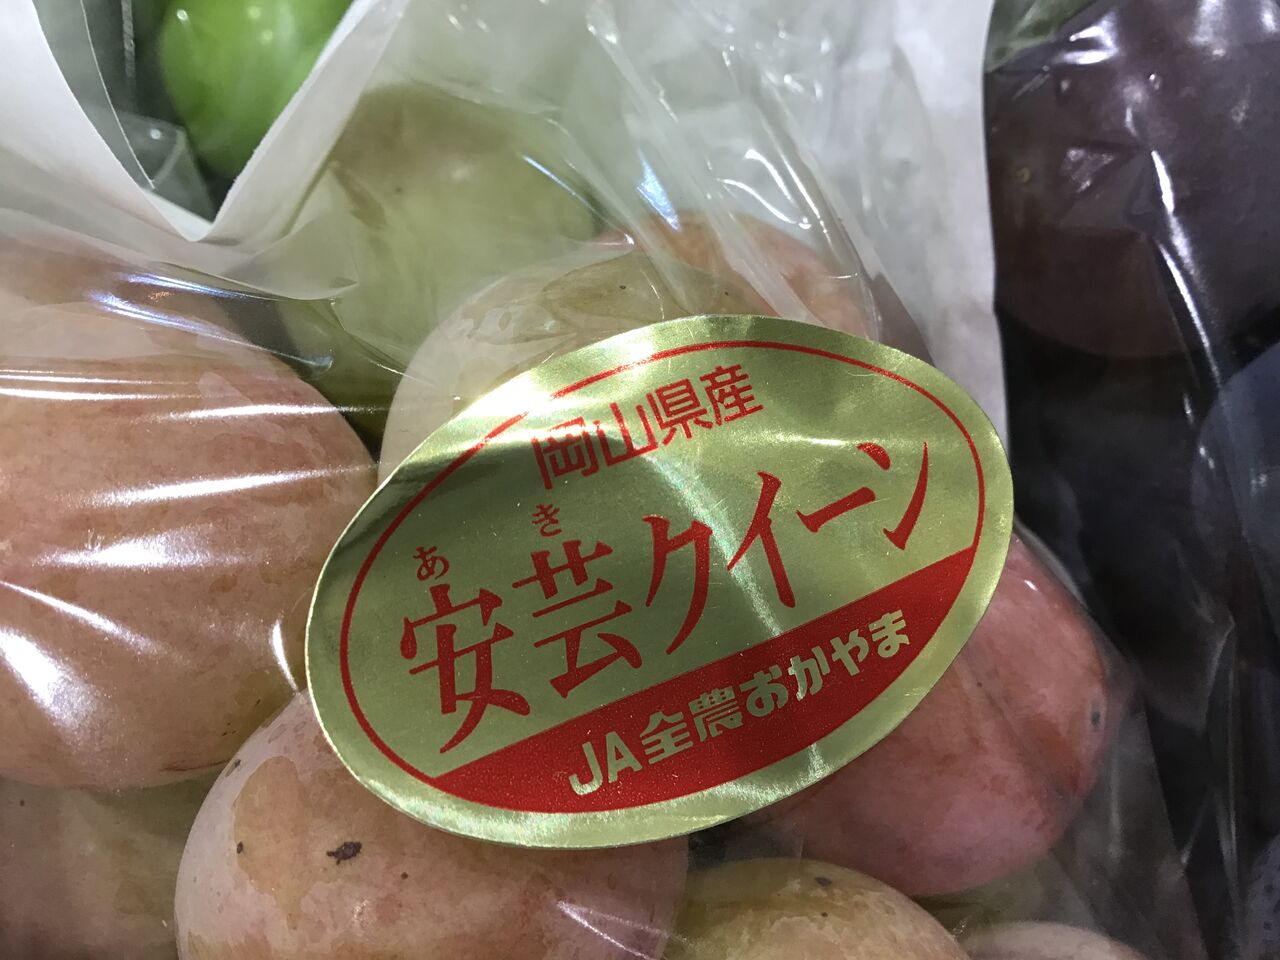 岡山県産
あき
安芸クイーン
JA全農おかやま